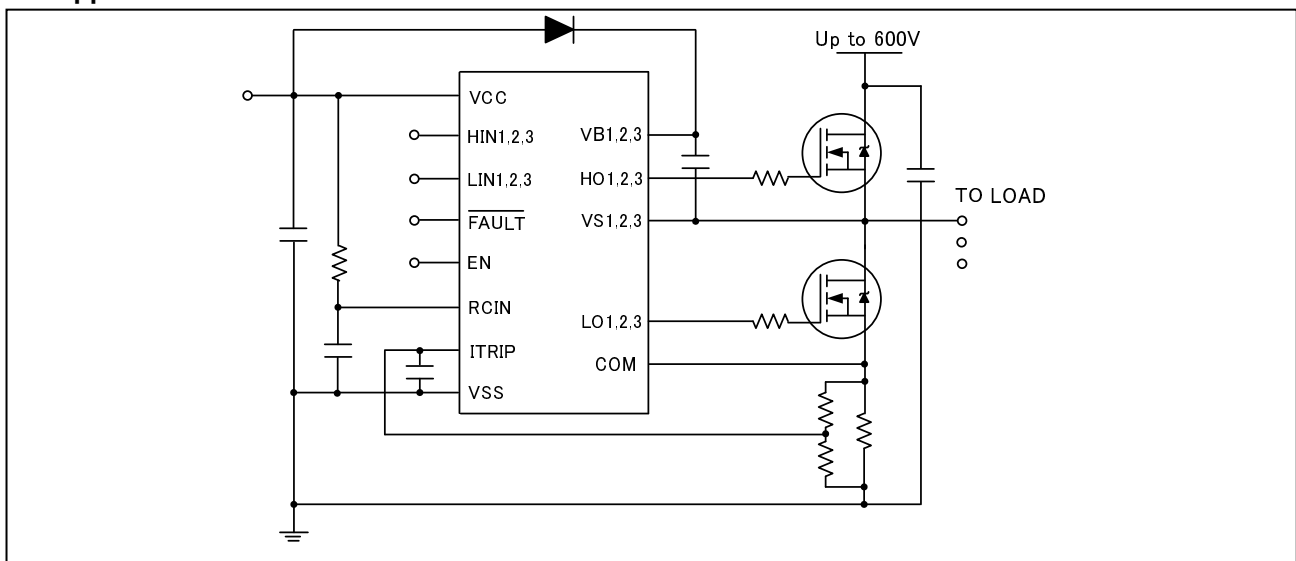 Up to 600V
VCC
HIN1,2,3
LIN1,2,3
FAULT
EN
RCIN
ITRIP
VSS
VB1,2,3
HO1,2,3
VS1,2,3
LO1,2,3
COM
TO LOAD